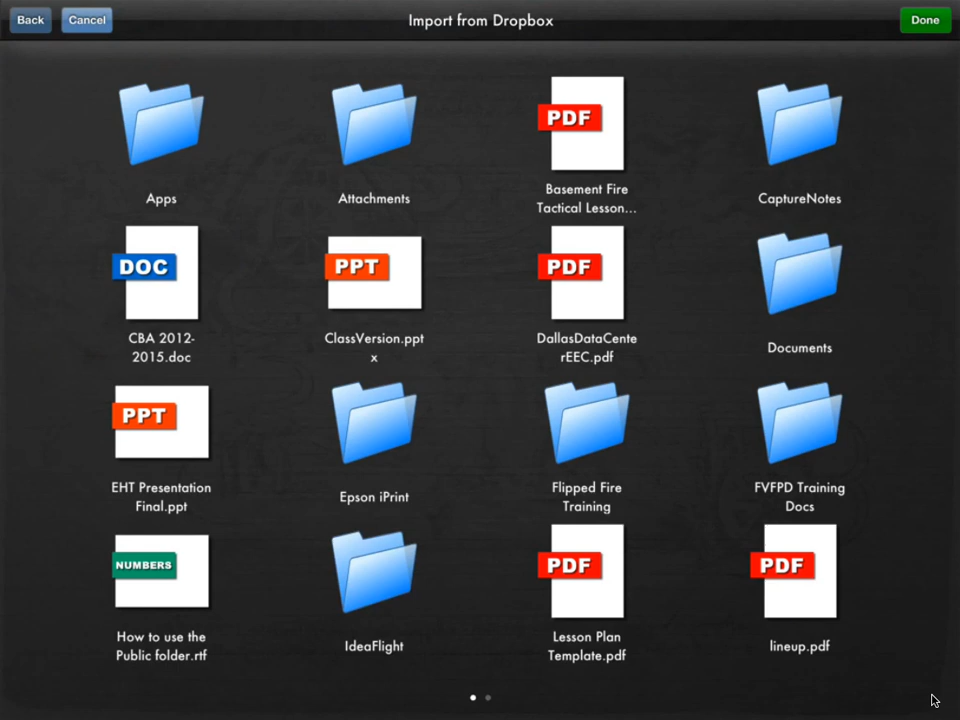 Back
Cancel
Import from Dropbox
Done
Apps
Attachments
PDF
Basement Fire
Tactical Lesson...
CaptureNotes
DOC
CBA 2012-
2015.doc
PPT
ClassVersion.ppt
x
PDF
DallasDataCente
rEEC.pdf
Documents
PPT
EHT Presentation
Final.ppt
Epson iPrint
Flipped Fire
Training
FVFPD Training
Docs
NUMBERS
How to use the
Public folder.rtf
IdeaFlight
PDF
Lesson Plan
Template.pdf
PDF
lineup.pdf